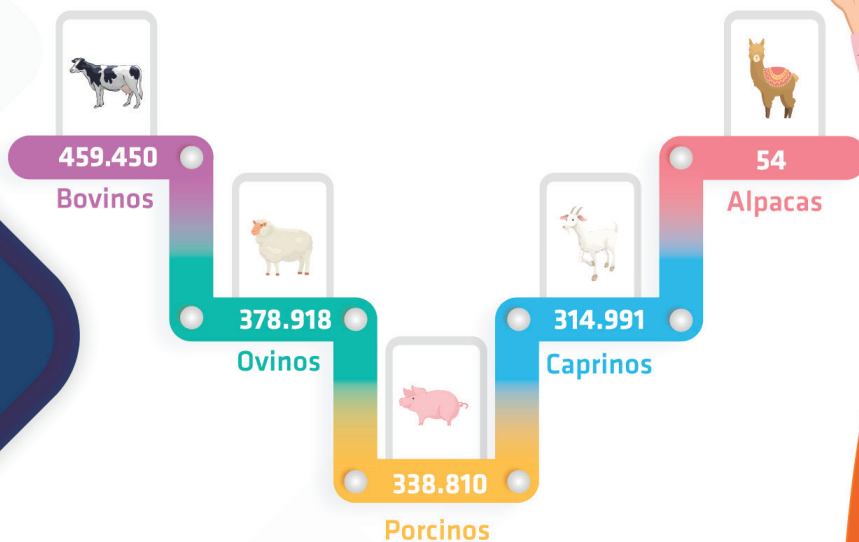 459.450
Bovinos
54
Alpacas
378.918
Ovinos
314.991
Caprinos
338.810
Porcinos